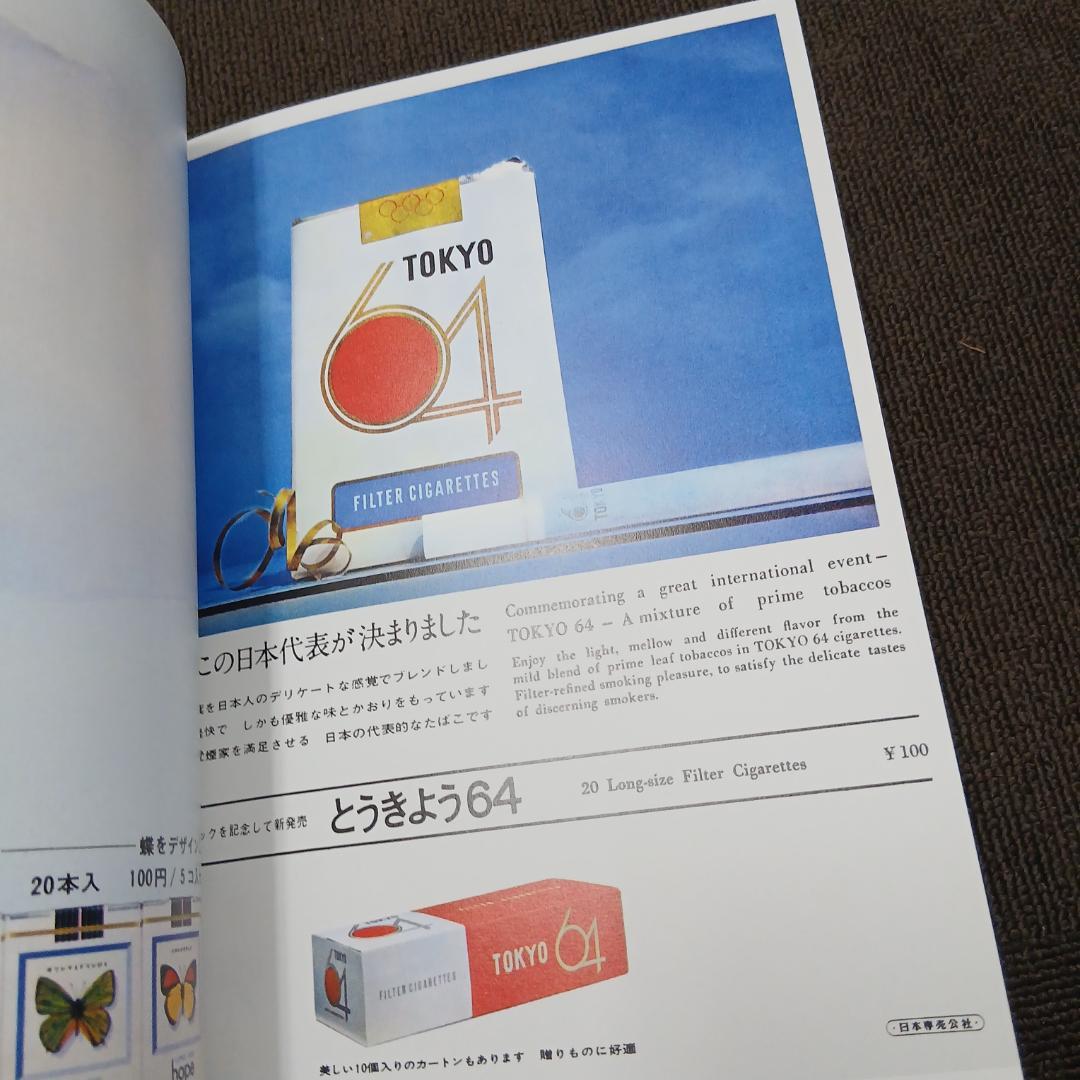 TOKYO
64
FILTER CIGARETTES
TOKYO
この日本代表が決まりました
を日本人のデリケートな感覚でブレンドしまし
快で しかも優雅な味とかおりをもっています
煙家を満足させる 日本の代表的なたばこです
Commemorating a great international event—
TOKYO 64 — A mixture of prime tobaccos
Enjoy the light, mellow and different flavor from the
mild blend of prime leaf tobaccos in TOKYO 64 cigarettes.
Filter-refined smoking pleasure, to satisfy the delicate tastes
of discerning smokers.
ックを記念して新発売
とうきよう64
20 Long-size Filter Cigarettes
¥100
蝶をデザイン
20本入
100円/5コ入
hope
TOKYO
64
FILTER CIGARETTES
TOKYO 64
美しい10個入りのカートンもあります 贈りものに好適
・日本専売公社・